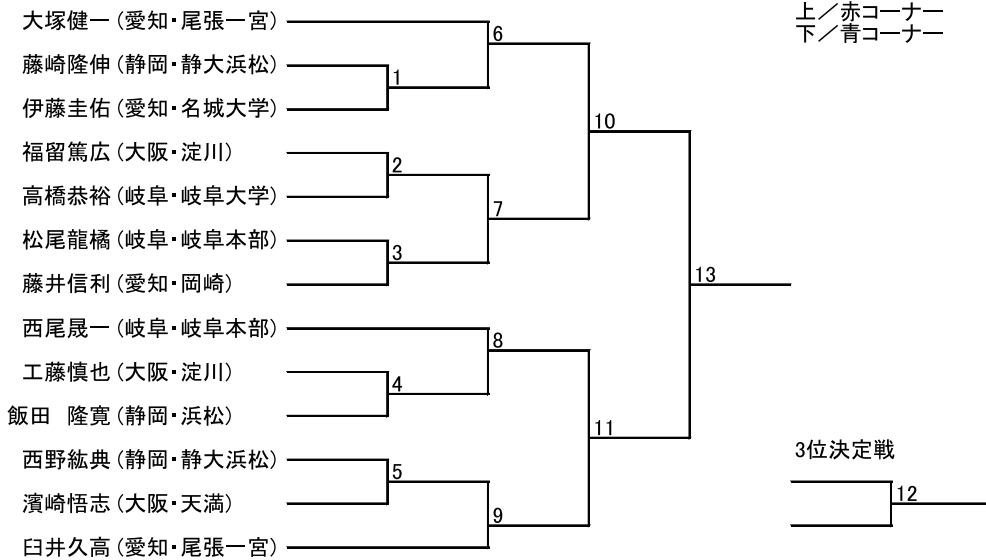 上／赤コーナー
下／青コーナー
大塚健一（愛知・尾張一宮）
6
藤崎隆伸（静岡・静大浜松）
1
伊藤圭佑（愛知・名城大学）
10
福留篤広（大阪・淀川）
2
高橋恭裕（岐阜・岐阜大学）
7
松尾龍橘（岐阜・岐阜本部）
3
藤井信利（愛知・岡崎）
13
西尾晟一（岐阜・岐阜本部）
8
工藤慎也（大阪・淀川）
4
飯田　隆寛（静岡・浜松）
11
西野紘典（静岡・静大浜松）
5
濱崎悟志（大阪・天満）
9
臼井久高（愛知・尾張一宮）
3位決定戦
12